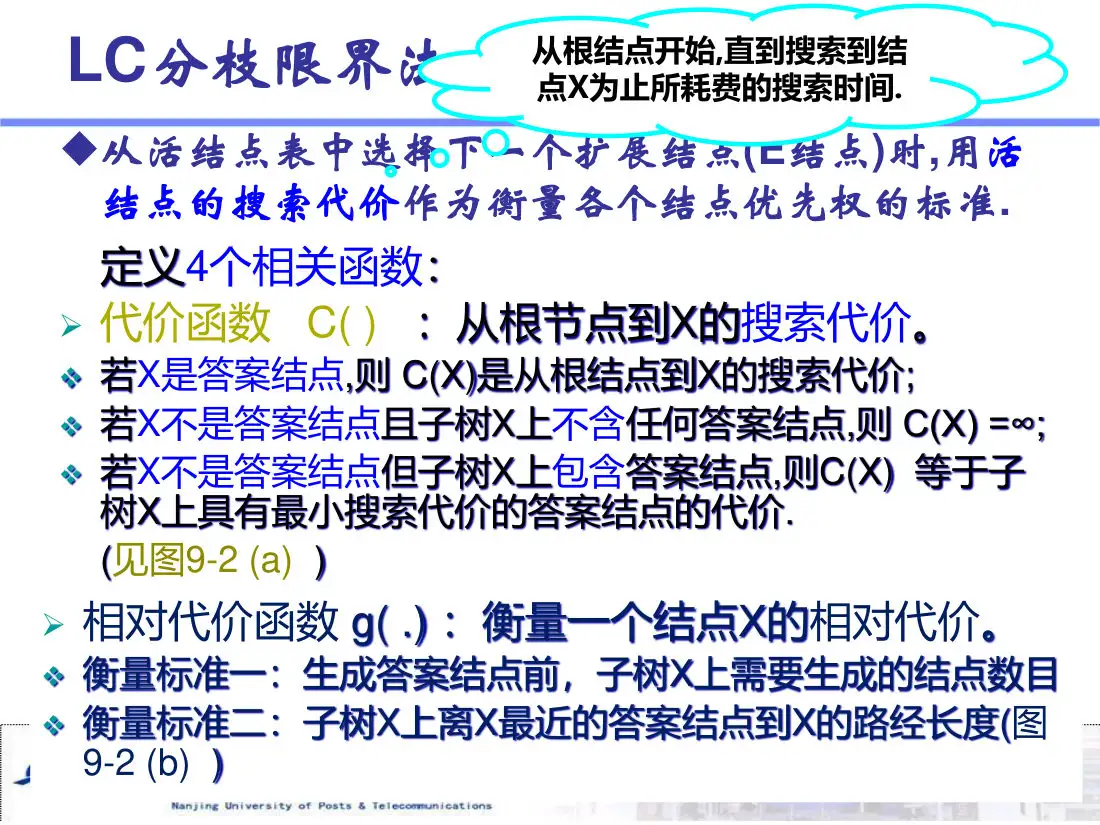 LC分枝限界法
从根结点开始,直到搜索到结
点X为止所耗费的搜索时间.
◆从活结点表中选择下一个扩展结点(E结点)时,用活
结点的搜索代价作为衡量各个结点优先权的标准.
定义4个相关函数：
➢ 代价函数 C( ) ：从根节点到X的搜索代价。
❖ 若X是答案结点,则 C(X)是从根结点到X的搜索代价;
❖ 若X不是答案结点且子树X上不含任何答案结点,则 C(X) =∞;
❖ 若X不是答案结点但子树X上包含答案结点,则C(X) 等于子
树X上具有最小搜索代价的答案结点的代价.
(见图9-2 (a) )
➢ 相对代价函数 g( .) ：衡量一个结点X的相对代价。
❖ 衡量标准一：生成答案结点前，子树X上需要生成的结点数目
❖ 衡量标准二：子树X上离X最近的答案结点到X的路经长度(图
9-2 (b) )
Nanjing University of Posts & Telecommunications